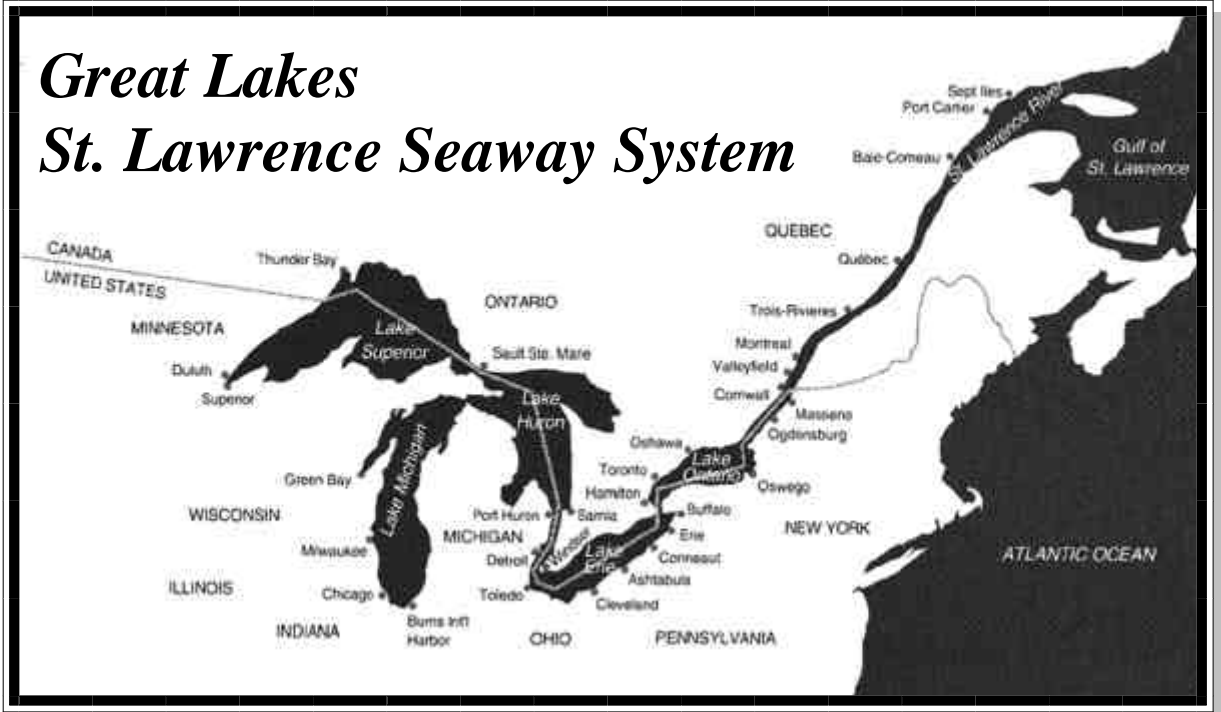 Great Lakes
St. Lawrence Seaway System
Sept Iles
Port Cartier
St. Lawrence River
Baie-Comeau
Gulf of
St. Lawrence
QUEBEC
CANADA
Thunder Bay
Québec
UNITED STATES
ONTARIO
Trois-Rivieres
MINNESOTA
Lake
Superior
Montreal
Sault Ste. Marie
Valleyfield
Duluth
Superior
Cornwall
Lake
Huron
Massena
Ogdensburg
Lake Michigan
Oshawa
Lake
Ontario
Toronto
Green Bay
Oswego
Hamilton
WISCONSIN
Port Huron
Sarnia
Buffalo
NEW YORK
MICHIGAN
Erie
Milwaukee
Detroit
Windsor
Lake
Erie
Conneaut
ATLANTIC OCEAN
Ashtabula
ILLINOIS
Chicago
Toledo
Cleveland
Burns Int'l
Harbor
INDIANA
OHIO
PENNSYLVANIA